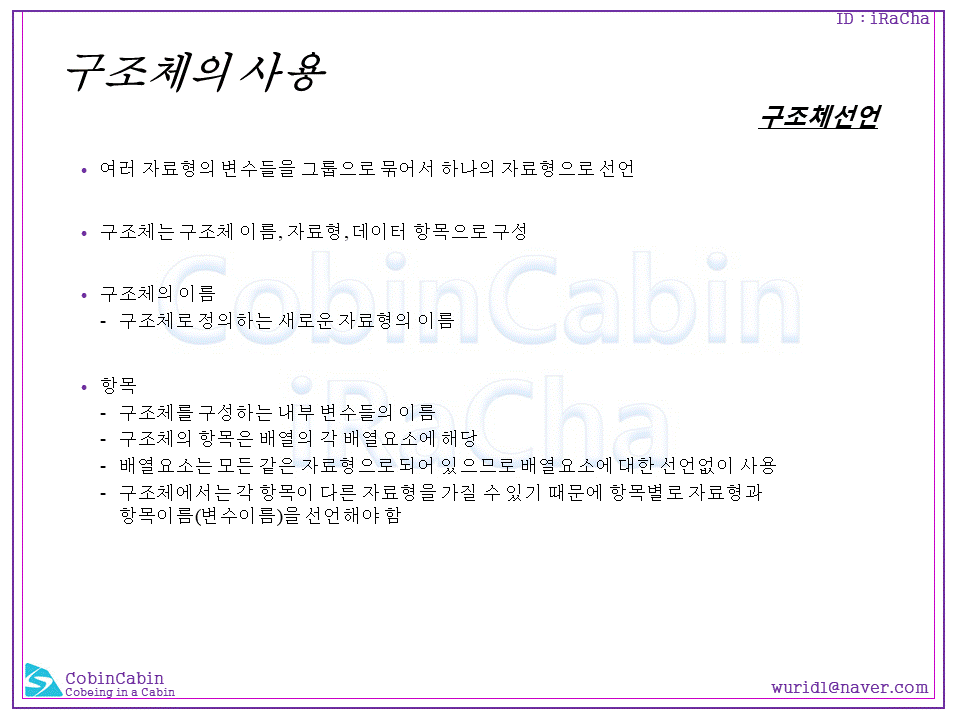 ID : iRaCha
구조체의 사용
구조체선언
• 여러 자료형의 변수들을 그룹으로 묶어서 하나의 자료형으로 선언
• 구조체는 구조체 이름, 자료형, 데이터 항목으로 구성
• 구조체의 이름
- 구조체로 정의하는 새로운 자료형의 이름
• 항목
- 구조체를 구성하는 내부 변수들의 이름
- 구조체의 항목은 배열의 각 배열요소에 해당
- 배열요소는 모든 같은 자료형으로 되어 있으므로 배열요소에 대한 선언없이 사용
- 구조체에서는 각 항목이 다른 자료형을 가질 수 있기 때문에 항목별로 자료형과
항목이름(변수이름)을 선언해야 함
CobinCabin
iRaCha
CobinCabin
Cobeing in a Cabin
wurid1@naver.com